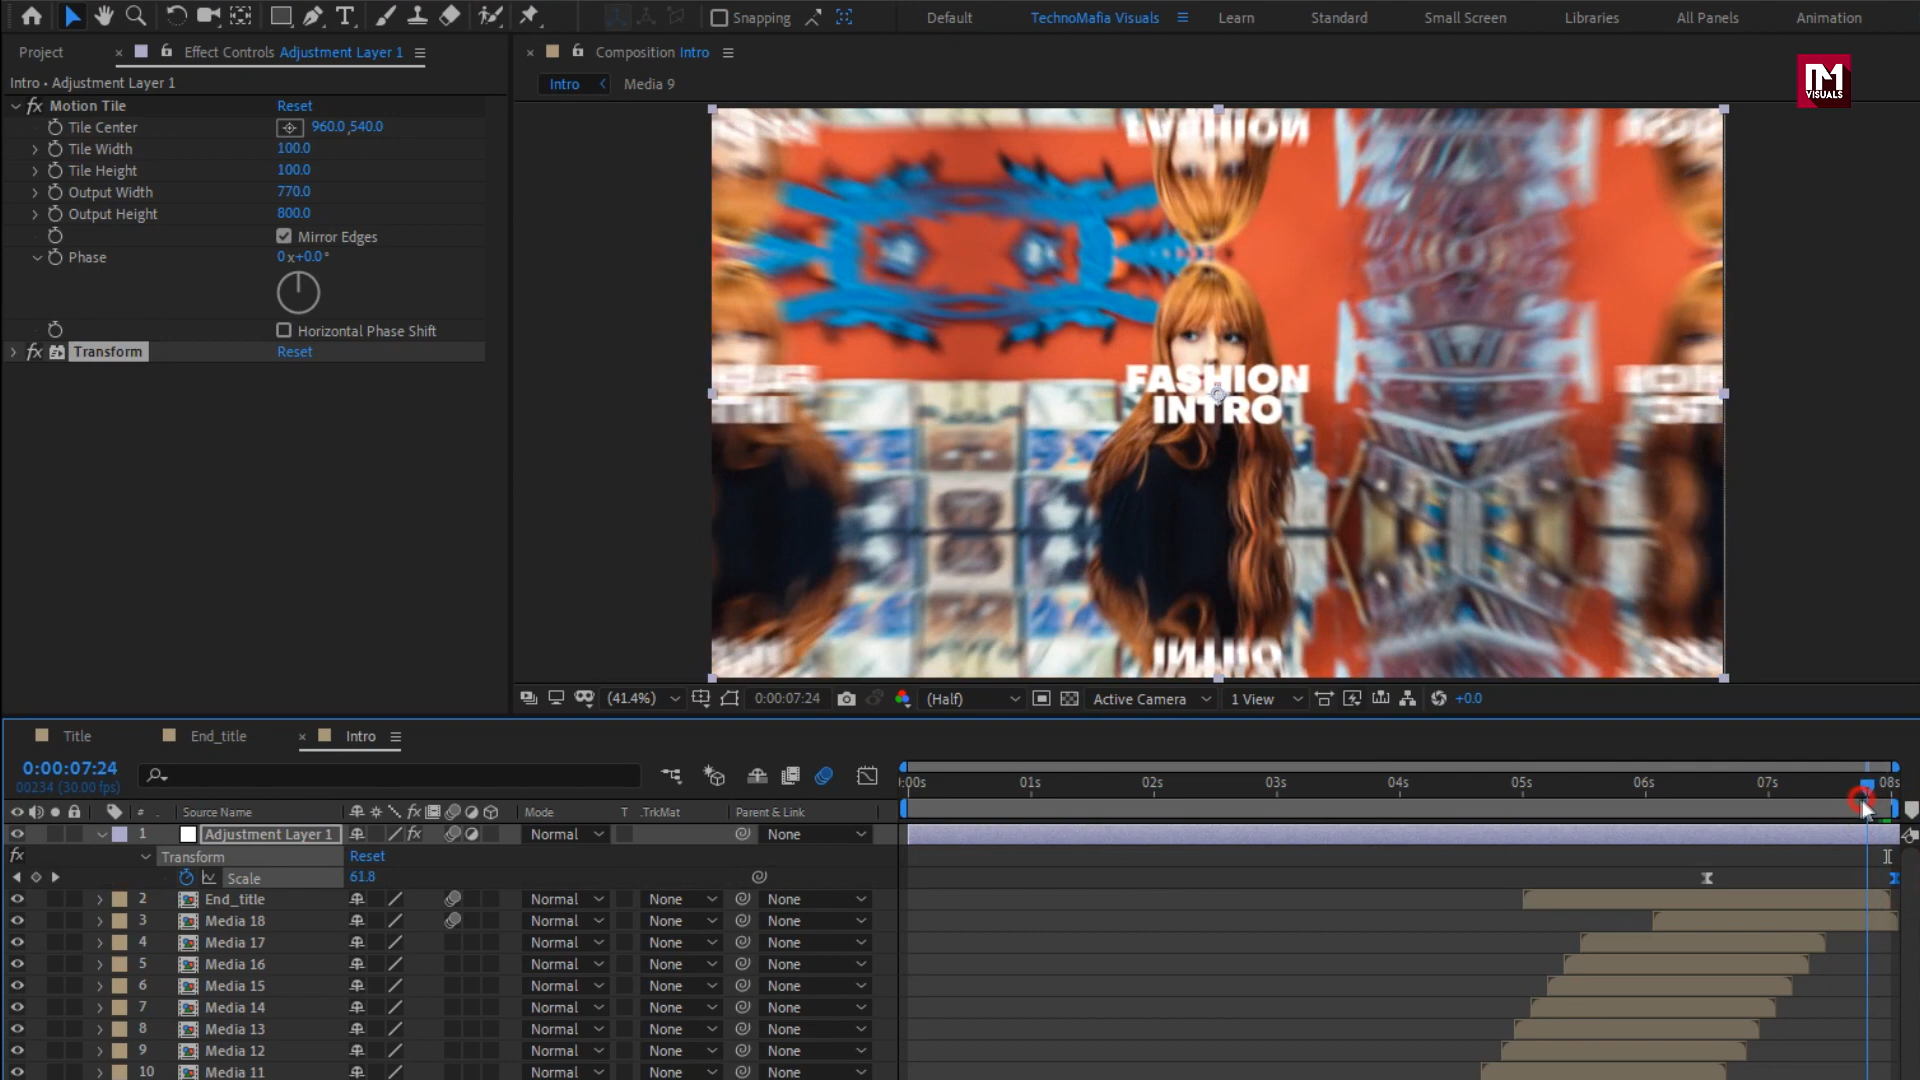 Snapping
Default
TechnoMafia Visuals
Learn
Standard
Small Screen
Libraries
All Panels
Animation
Project
Effect Controls Adjustment Layer 1
Composition Intro
Intro • Adjustment Layer 1
Intro
Media 9
VISUALS
fx Motion Tile Reset
Tile Center 960.0,540.0
Tile Width 100.0
Tile Height 100.0
Output Width 770.0
Output Height 800.0
Mirror Edges
Phase 0x+0.0°
Horizontal Phase Shift
fx Transform Reset
FASHION
INTRO
(41.4%) 0:00:07:24 (Half) Active Camera 1 View +0.0
Title End_title Intro
0:00:07:24
00234 (30.00 fps)
:00s 01s 02s 03s 04s 05s 06s 07s 08s
# Source Name fx Mode T .TrkMat Parent & Link
1 Adjustment Layer 1 fx Normal None
fx Transform Reset
Scale 61.8
2 End_title Normal None None
3 Media 18 Normal None None
4 Media 17 Normal None None
5 Media 16 Normal None None
6 Media 15 Normal None None
7 Media 14 Normal None None
8 Media 13 Normal None None
9 Media 12 Normal None None
10 Media 11 Normal None None